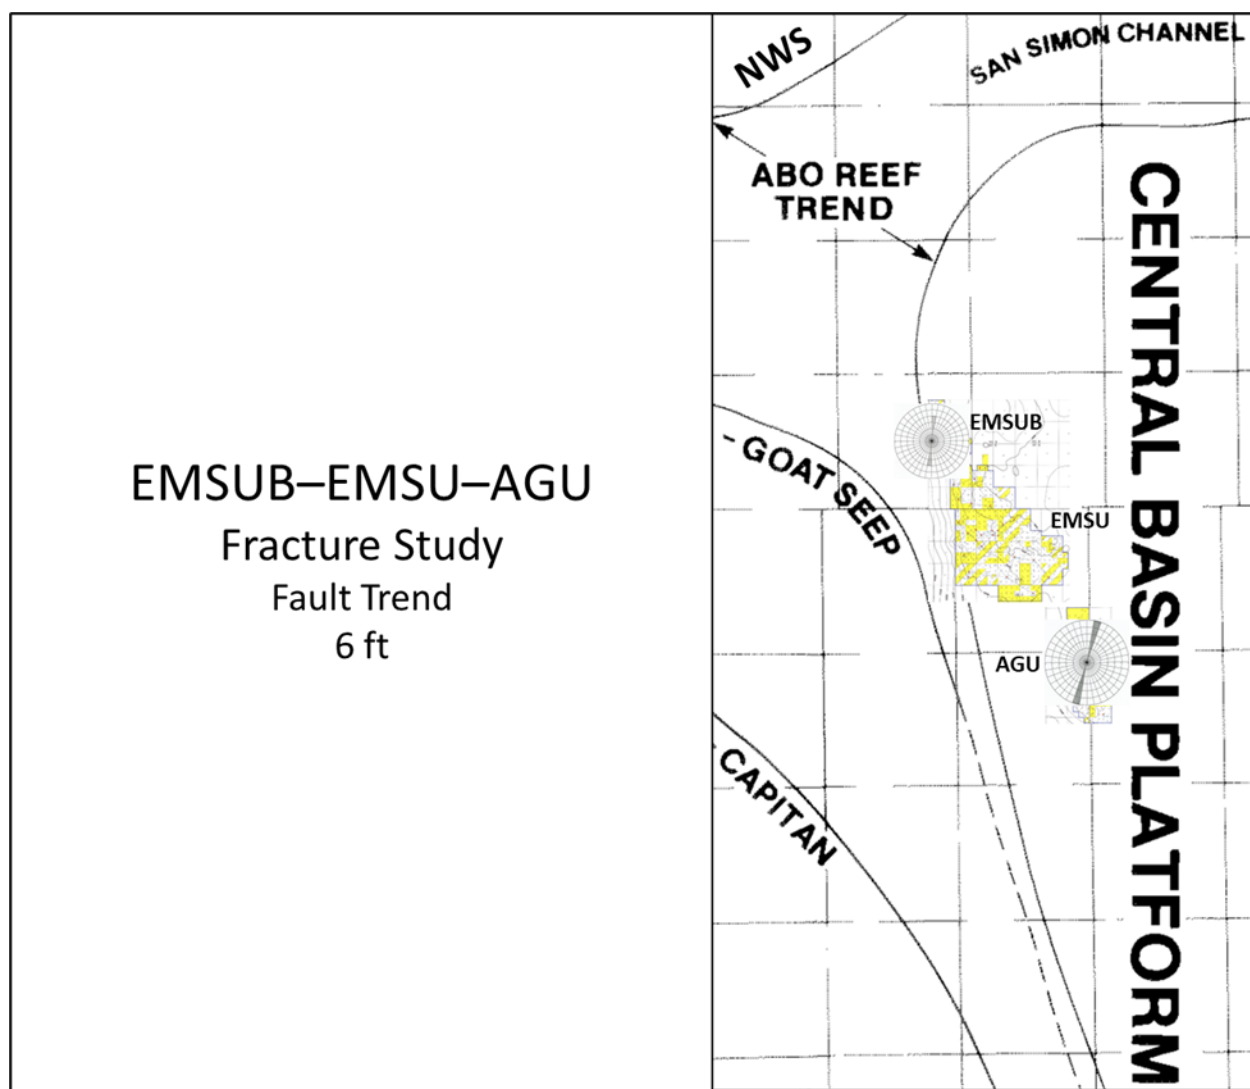 EMSUB–EMSU–AGU
Fracture Study
Fault Trend
6 ft
NWS
SAN SIMON CHANNEL
ABO REEF
TREND
CENTRAL BASIN PLATFORM
EMSUB
GOAT SEEP
EMSU
AGU
CAPITAN